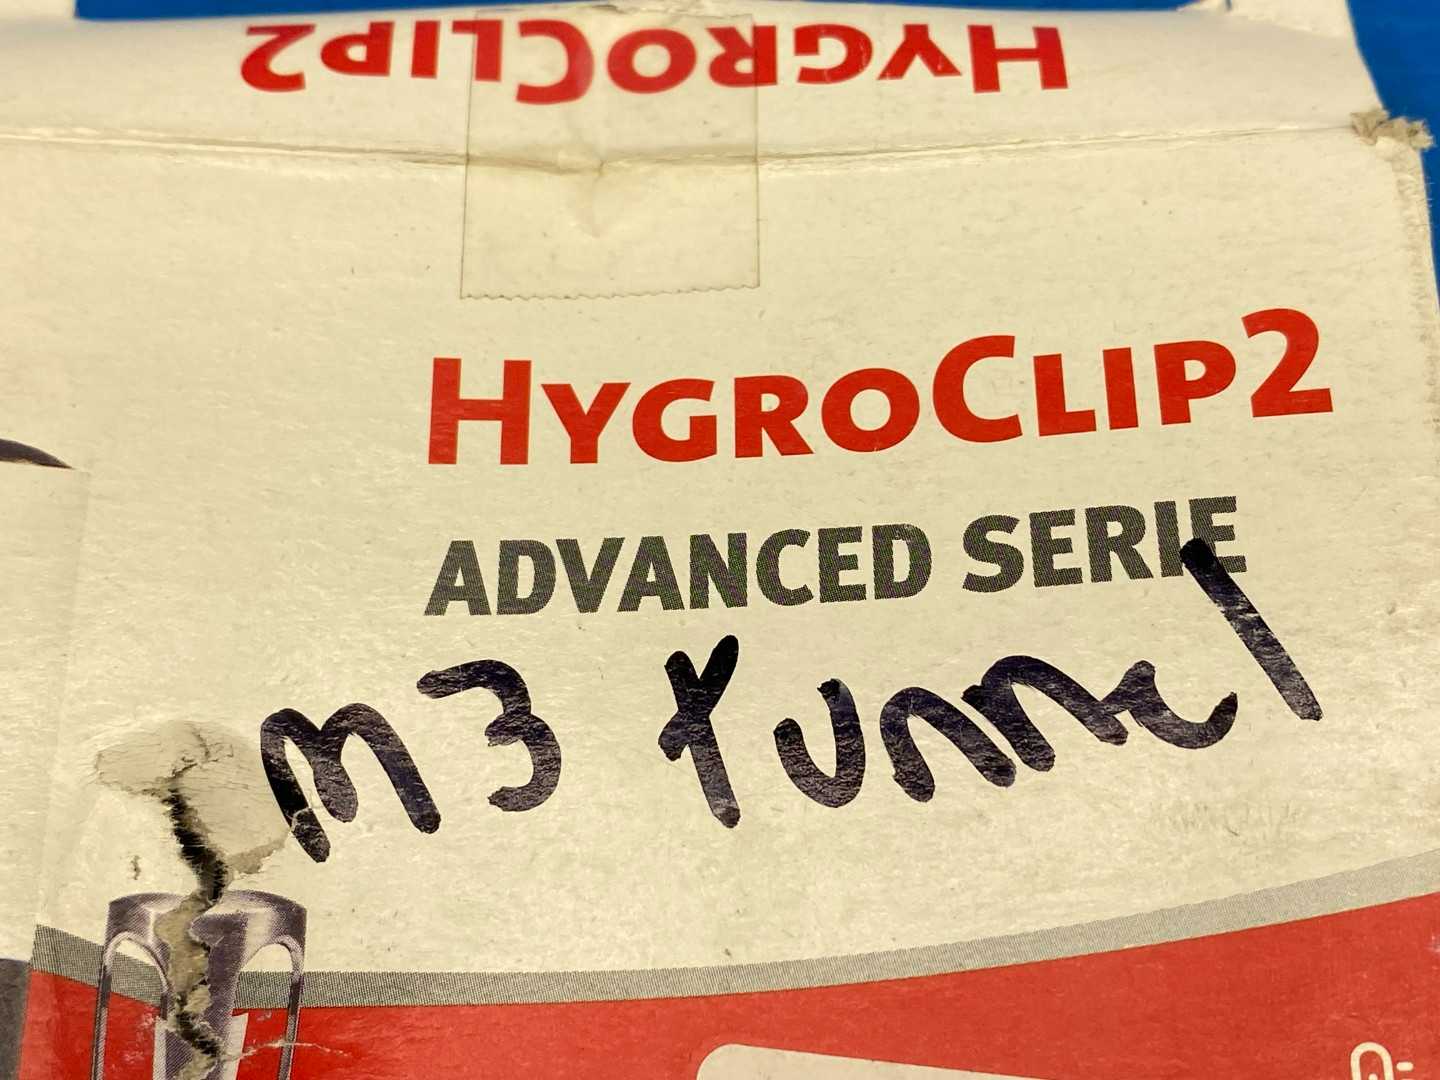 HYGROCLIP2
HYGROCLIP2
ADVANCED SERIE
M3 Tunnel